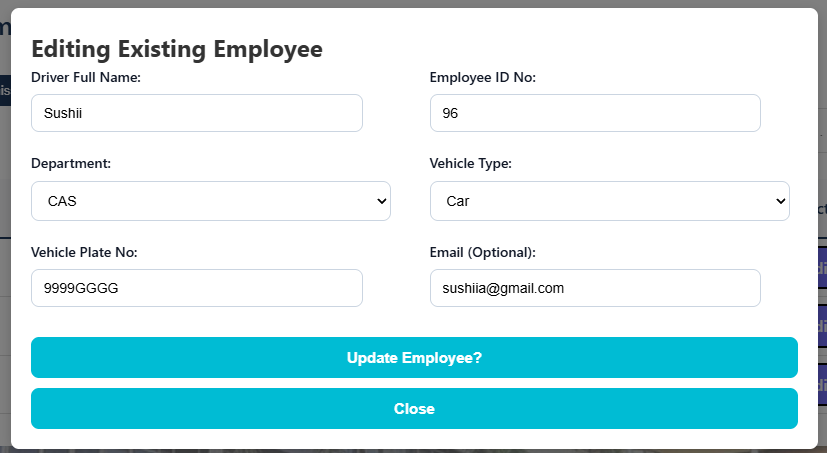 Editing Existing Employee
Driver Full Name: Employee ID No:
Sushii 96
Department: Vehicle Type:
CAS Car
Vehicle Plate No: Email (Optional):
9999GGGG sushiia@gmail.com
Update Employee?
Close